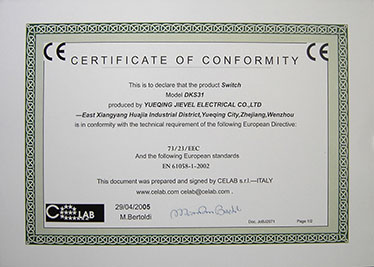 CE CERTIFICATE OF CONFORMITY CE
This is to declare that the product Switch
Model DKS31
produced by YUEQING JIEVEL ELECTRICAL CO.,LTD
—East Xiangyang Huajia Industrial District,Yueqing City,Zhejiang,Wenzhou
is in conformity with the technical requirement of the following European Directive:
71/21/EEC
And the following European standards
EN 61058-1-2002
This document was prepared and signed by CELAB s.r.l.—ITALY
www.celab.com celab@celab.com .
29/04/2005
M.Bertoldi
CELAB
Page 1/2